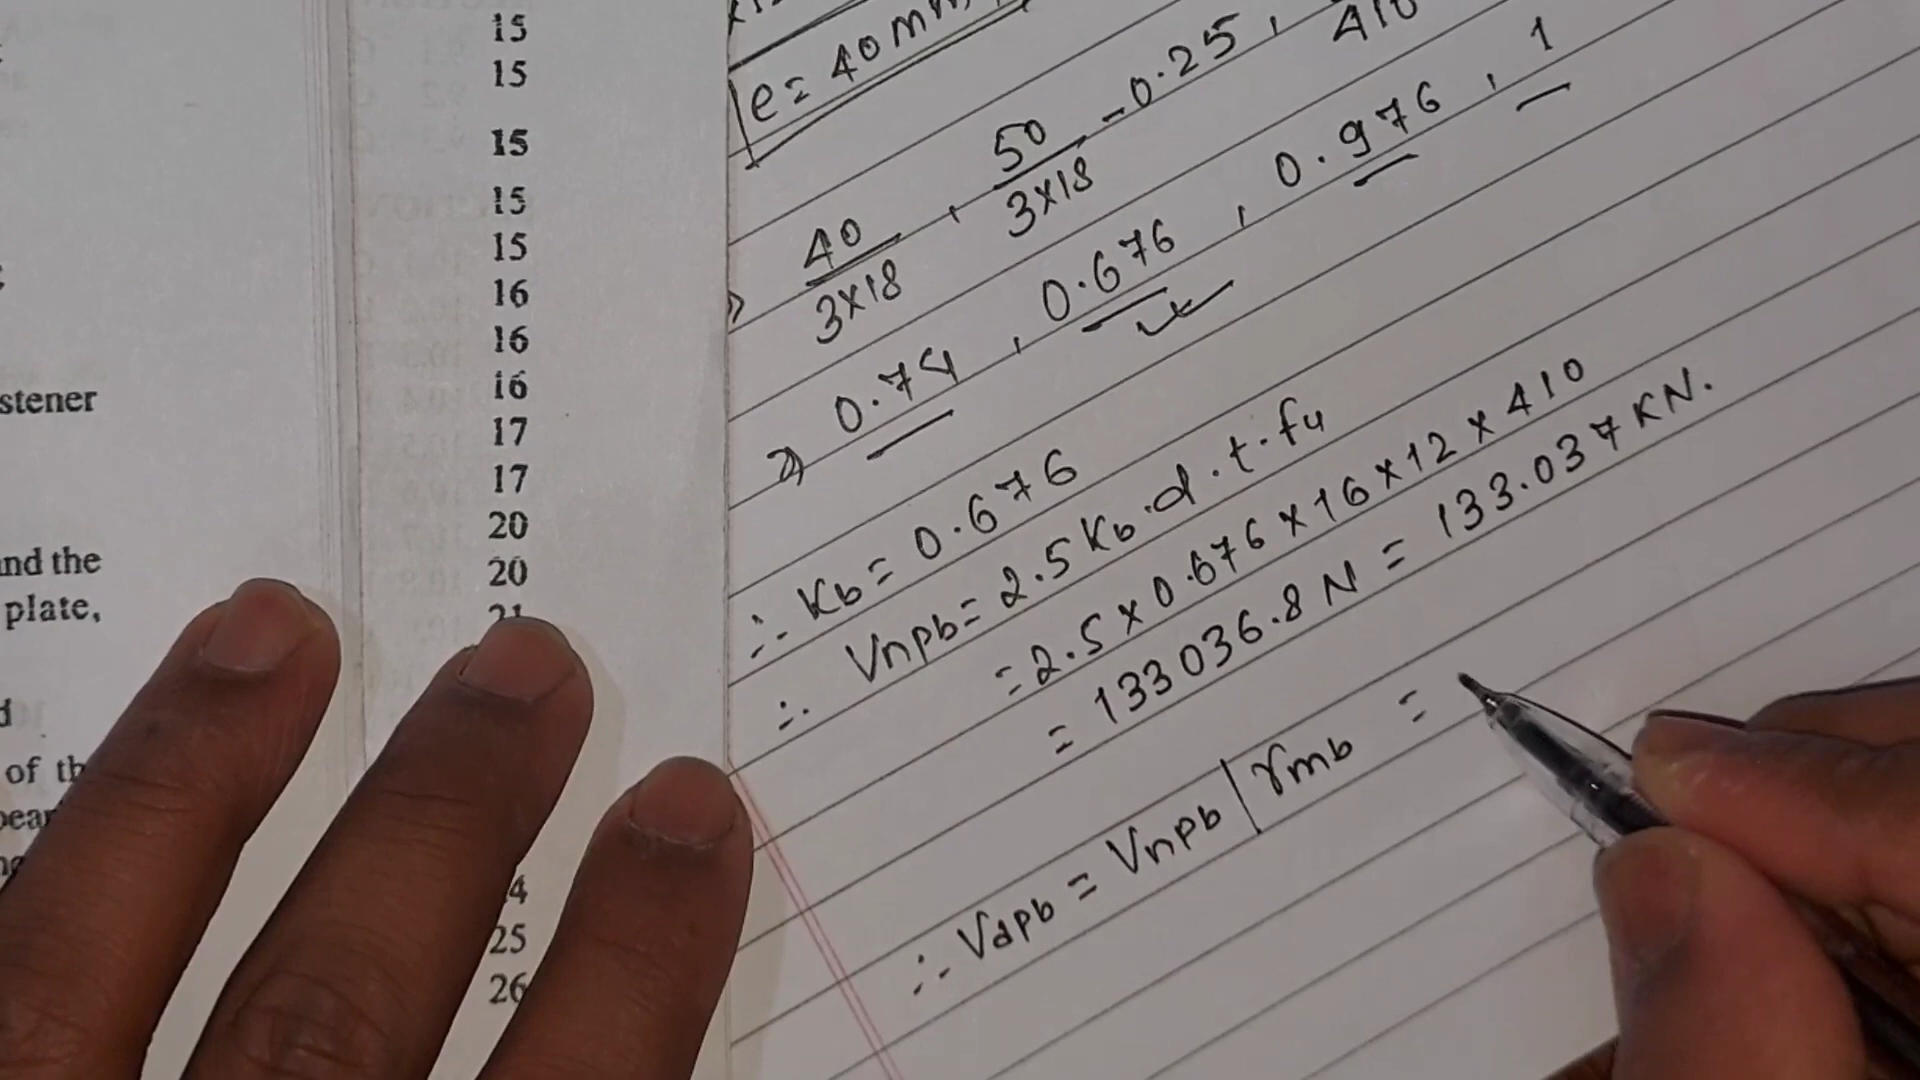 15
15
15
15
15
16
16
16
17
17
20
20
21
4
25
26
stener
and the
plate,
of th
e = 40 mm,
40/3×18 , 50/3×18 - 0.25 , 410
⇒ 0.74 , 0.676 , 0.976 , 1
∴ Kb = 0.676
∴ Vnpb = 2.5 Kb . d . t . fu
= 2.5 × 0.676 × 16 × 12 × 410
= 133036.8 N = 133.037 KN.
∴ Vdpb = Vnpb | γmb =